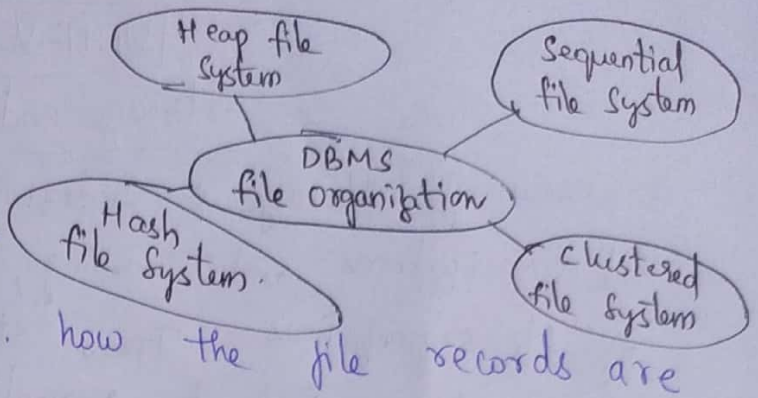 Heap file
System
Sequential
file System
DBMS
file organization
Hash
file System.
clustered
file System
how the file records are